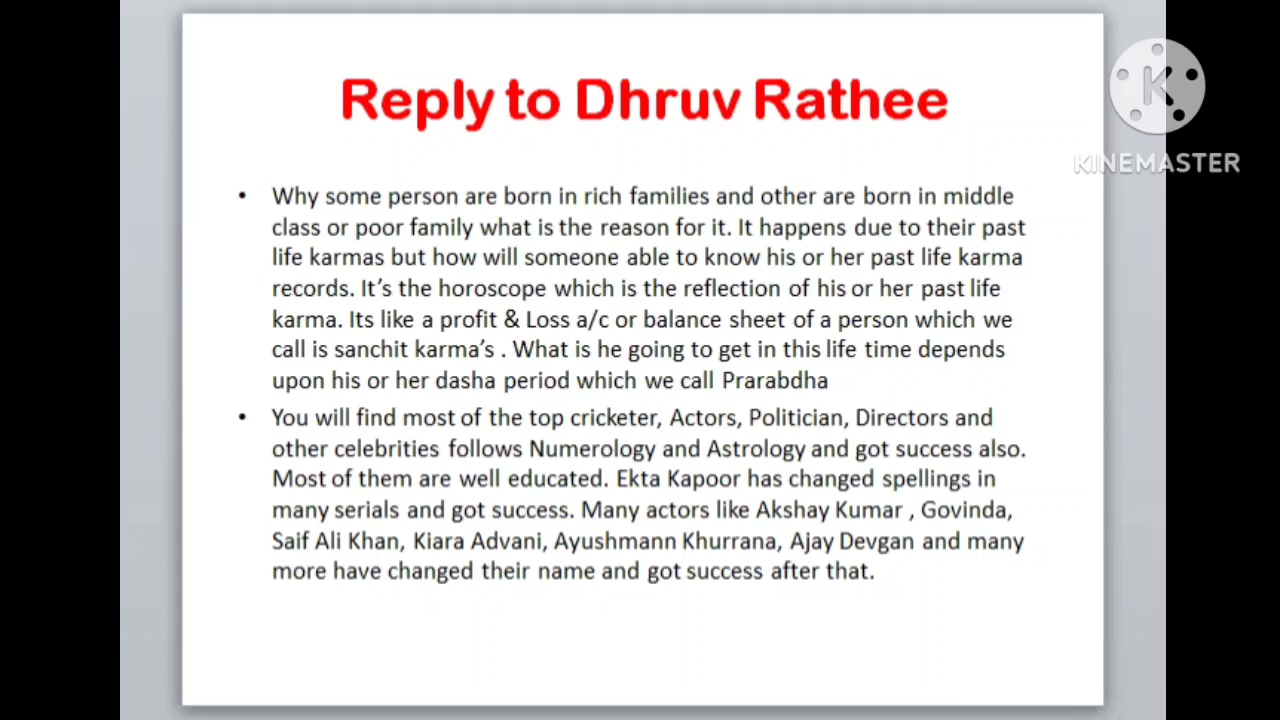 Reply to Dhruv Rathee
K
KINEMASTER
• Why some person are born in rich families and other are born in middle
class or poor family what is the reason for it. It happens due to their past
life karmas but how will someone able to know his or her past life karma
records. It’s the horoscope which is the reflection of his or her past life
karma. Its like a profit & Loss a/c or balance sheet of a person which we
call is sanchit karma’s . What is he going to get in this life time depends
upon his or her dasha period which we call Prarabdha
• You will find most of the top cricketer, Actors, Politician, Directors and
other celebrities follows Numerology and Astrology and got success also.
Most of them are well educated. Ekta Kapoor has changed spellings in
many serials and got success. Many actors like Akshay Kumar , Govinda,
Saif Ali Khan, Kiara Advani, Ayushmann Khurrana, Ajay Devgan and many
more have changed their name and got success after that.